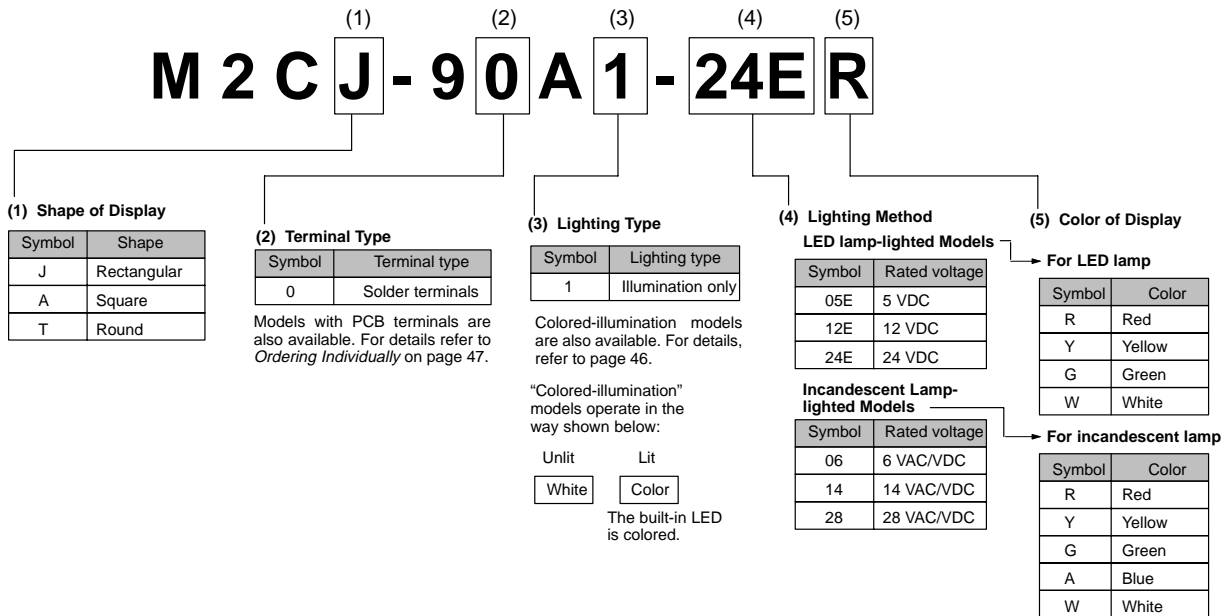 (1) (2) (3) (4) (5)
M2CJ-90A1-24ER
(1) Shape of Display
Symbol Shape
J Rectangular
A Square
T Round
(2) Terminal Type
Symbol Terminal type
0 Solder terminals
Models with PCB terminals are
also available. For details refer to
Ordering Individually on page 47.
(3) Lighting Type
Symbol Lighting type
1 Illumination only
Colored-illumination models
are also available. For details,
refer to page 46.
“Colored-illumination”
models operate in the
way shown below:
Unlit Lit
White Color
The built-in LED
is colored.
(4) Lighting Method
LED lamp-lighted Models
Symbol Rated voltage
05E 5 VDC
12E 12 VDC
24E 24 VDC
Incandescent Lamp-
lighted Models
Symbol Rated voltage
06 6 VAC/VDC
14 14 VAC/VDC
28 28 VAC/VDC
(5) Color of Display
For LED lamp
Symbol Color
R Red
Y Yellow
G Green
W White
For incandescent lamp
Symbol Color
R Red
Y Yellow
G Green
A Blue
W White